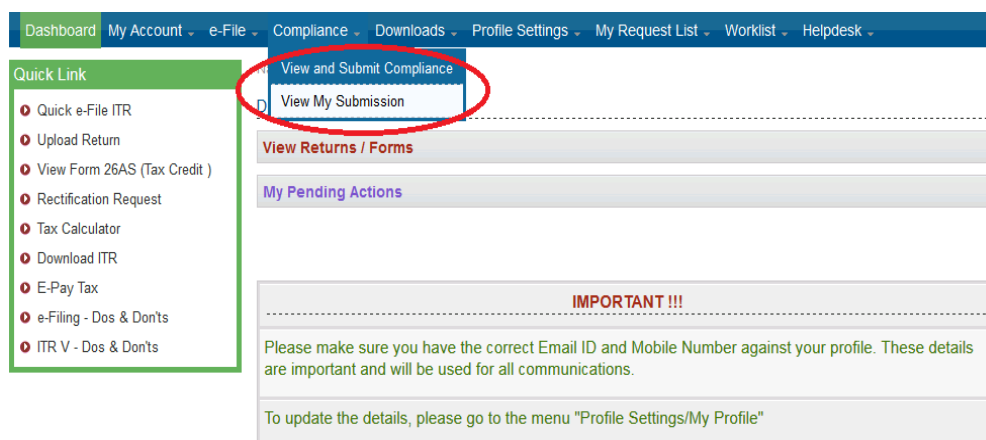 Dashboard My Account e-File Compliance Downloads Profile Settings My Request List Worklist Helpdesk
Quick Link
Quick e-File ITR
Upload Return
View Form 26AS (Tax Credit )
Rectification Request
Tax Calculator
Download ITR
E-Pay Tax
e-Filing - Dos & Don'ts
ITR V - Dos & Don'ts
View and Submit Compliance
View My Submission
View Returns / Forms
My Pending Actions
IMPORTANT !!!
Please make sure you have the correct Email ID and Mobile Number against your profile. These details
are important and will be used for all communications.
To update the details, please go to the menu "Profile Settings/My Profile"